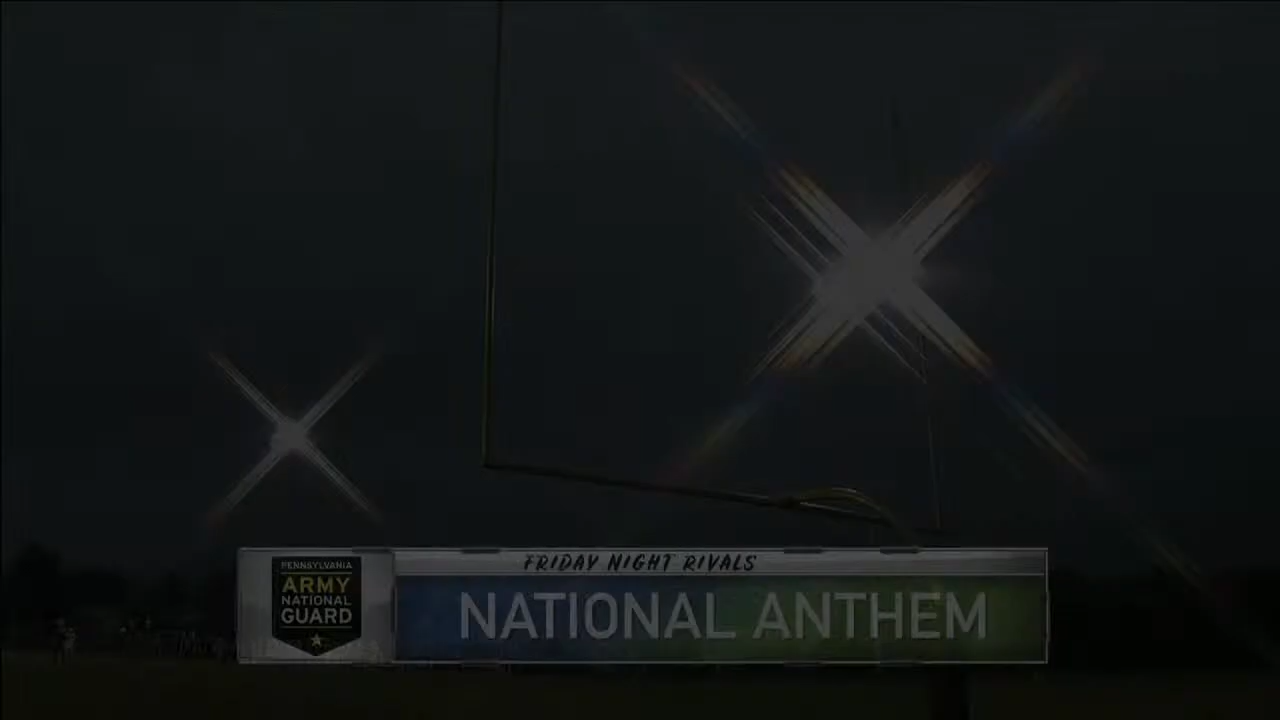 FRIDAY NIGHT RIVALS
PENNSYLVANIA
ARMY
NATIONAL
GUARD
NATIONAL ANTHEM